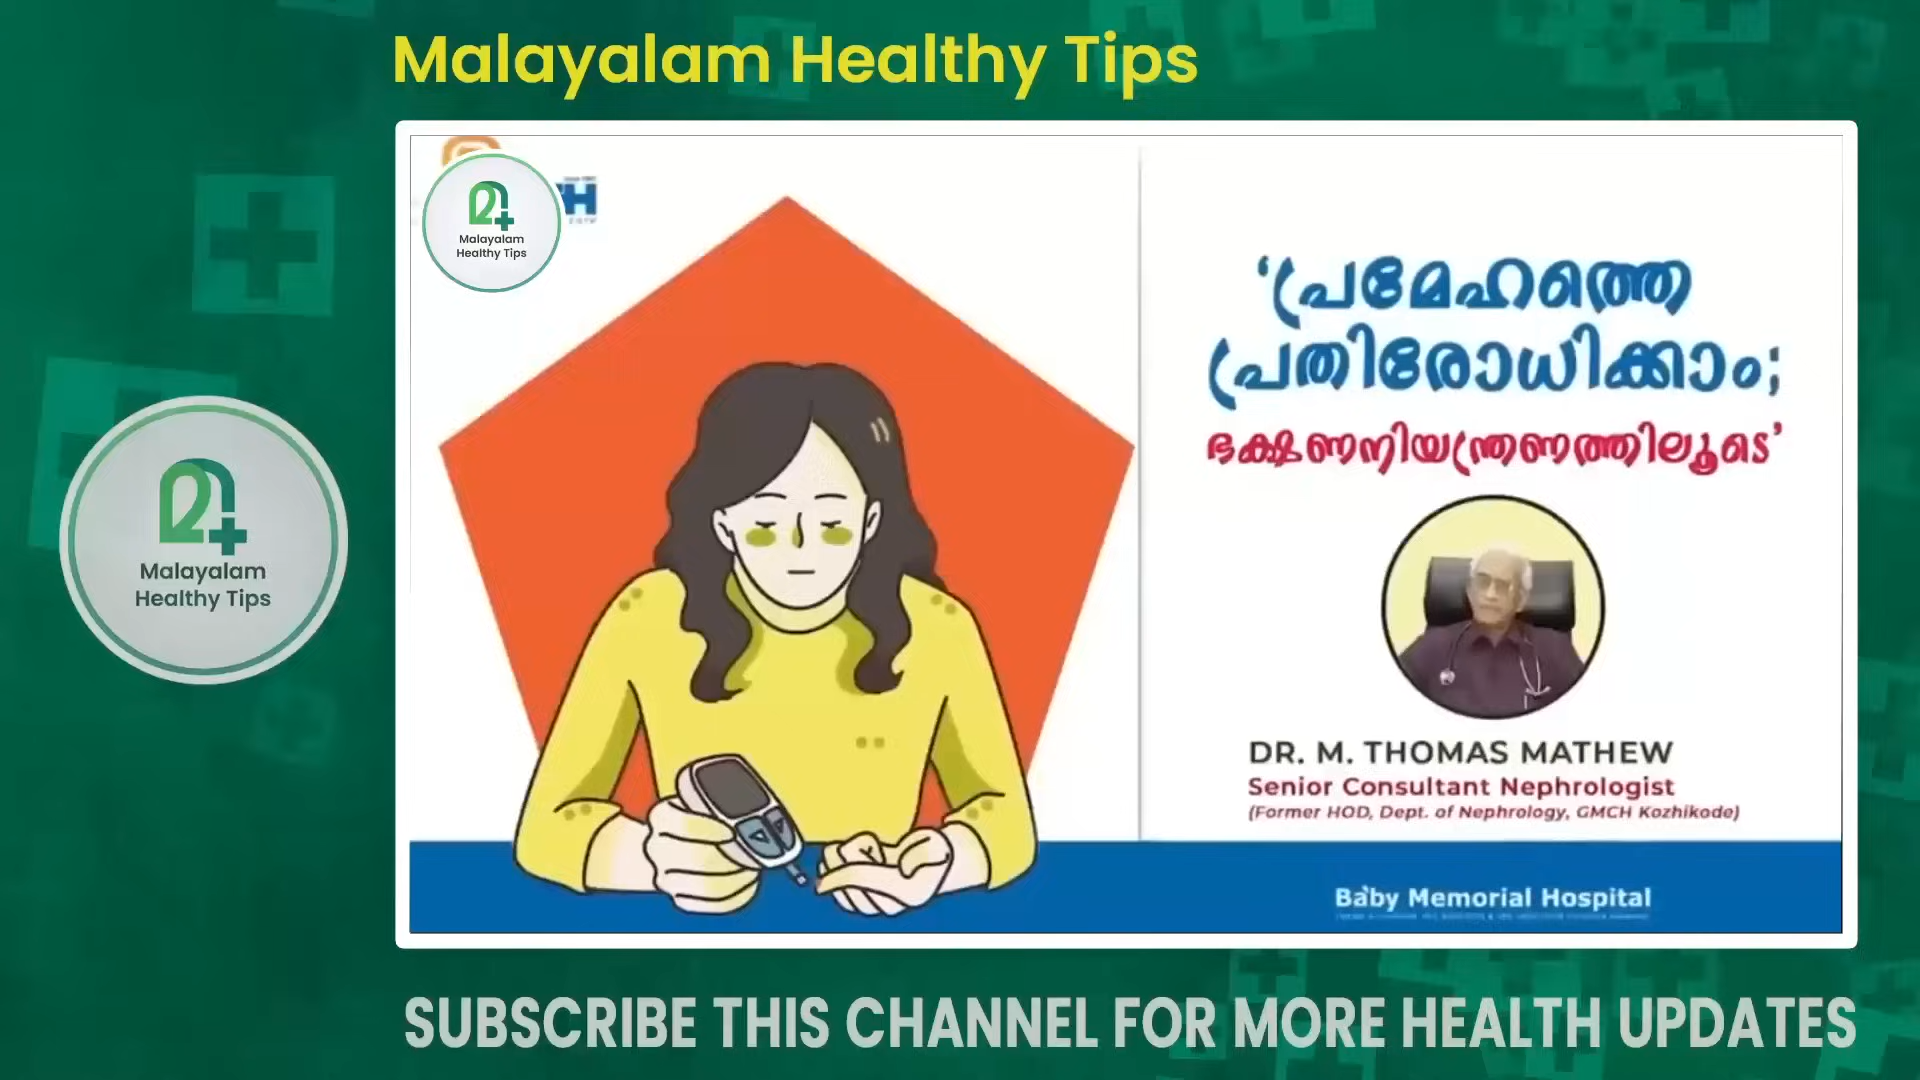 Malayalam Healthy Tips
Malayalam
Healthy Tips
H
‘പ്രമേഹത്തെ
പ്രതിരോധിക്കാം;
ഭക്ഷണനിയന്ത്രണത്തിലൂടെ’
Malayalam
Healthy Tips
DR. M. THOMAS MATHEW
Senior Consultant Nephrologist
(Former HOD, Dept. of Nephrology, GMCH Kozhikode)
Baby Memorial Hospital
SUBSCRIBE THIS CHANNEL FOR MORE HEALTH UPDATES